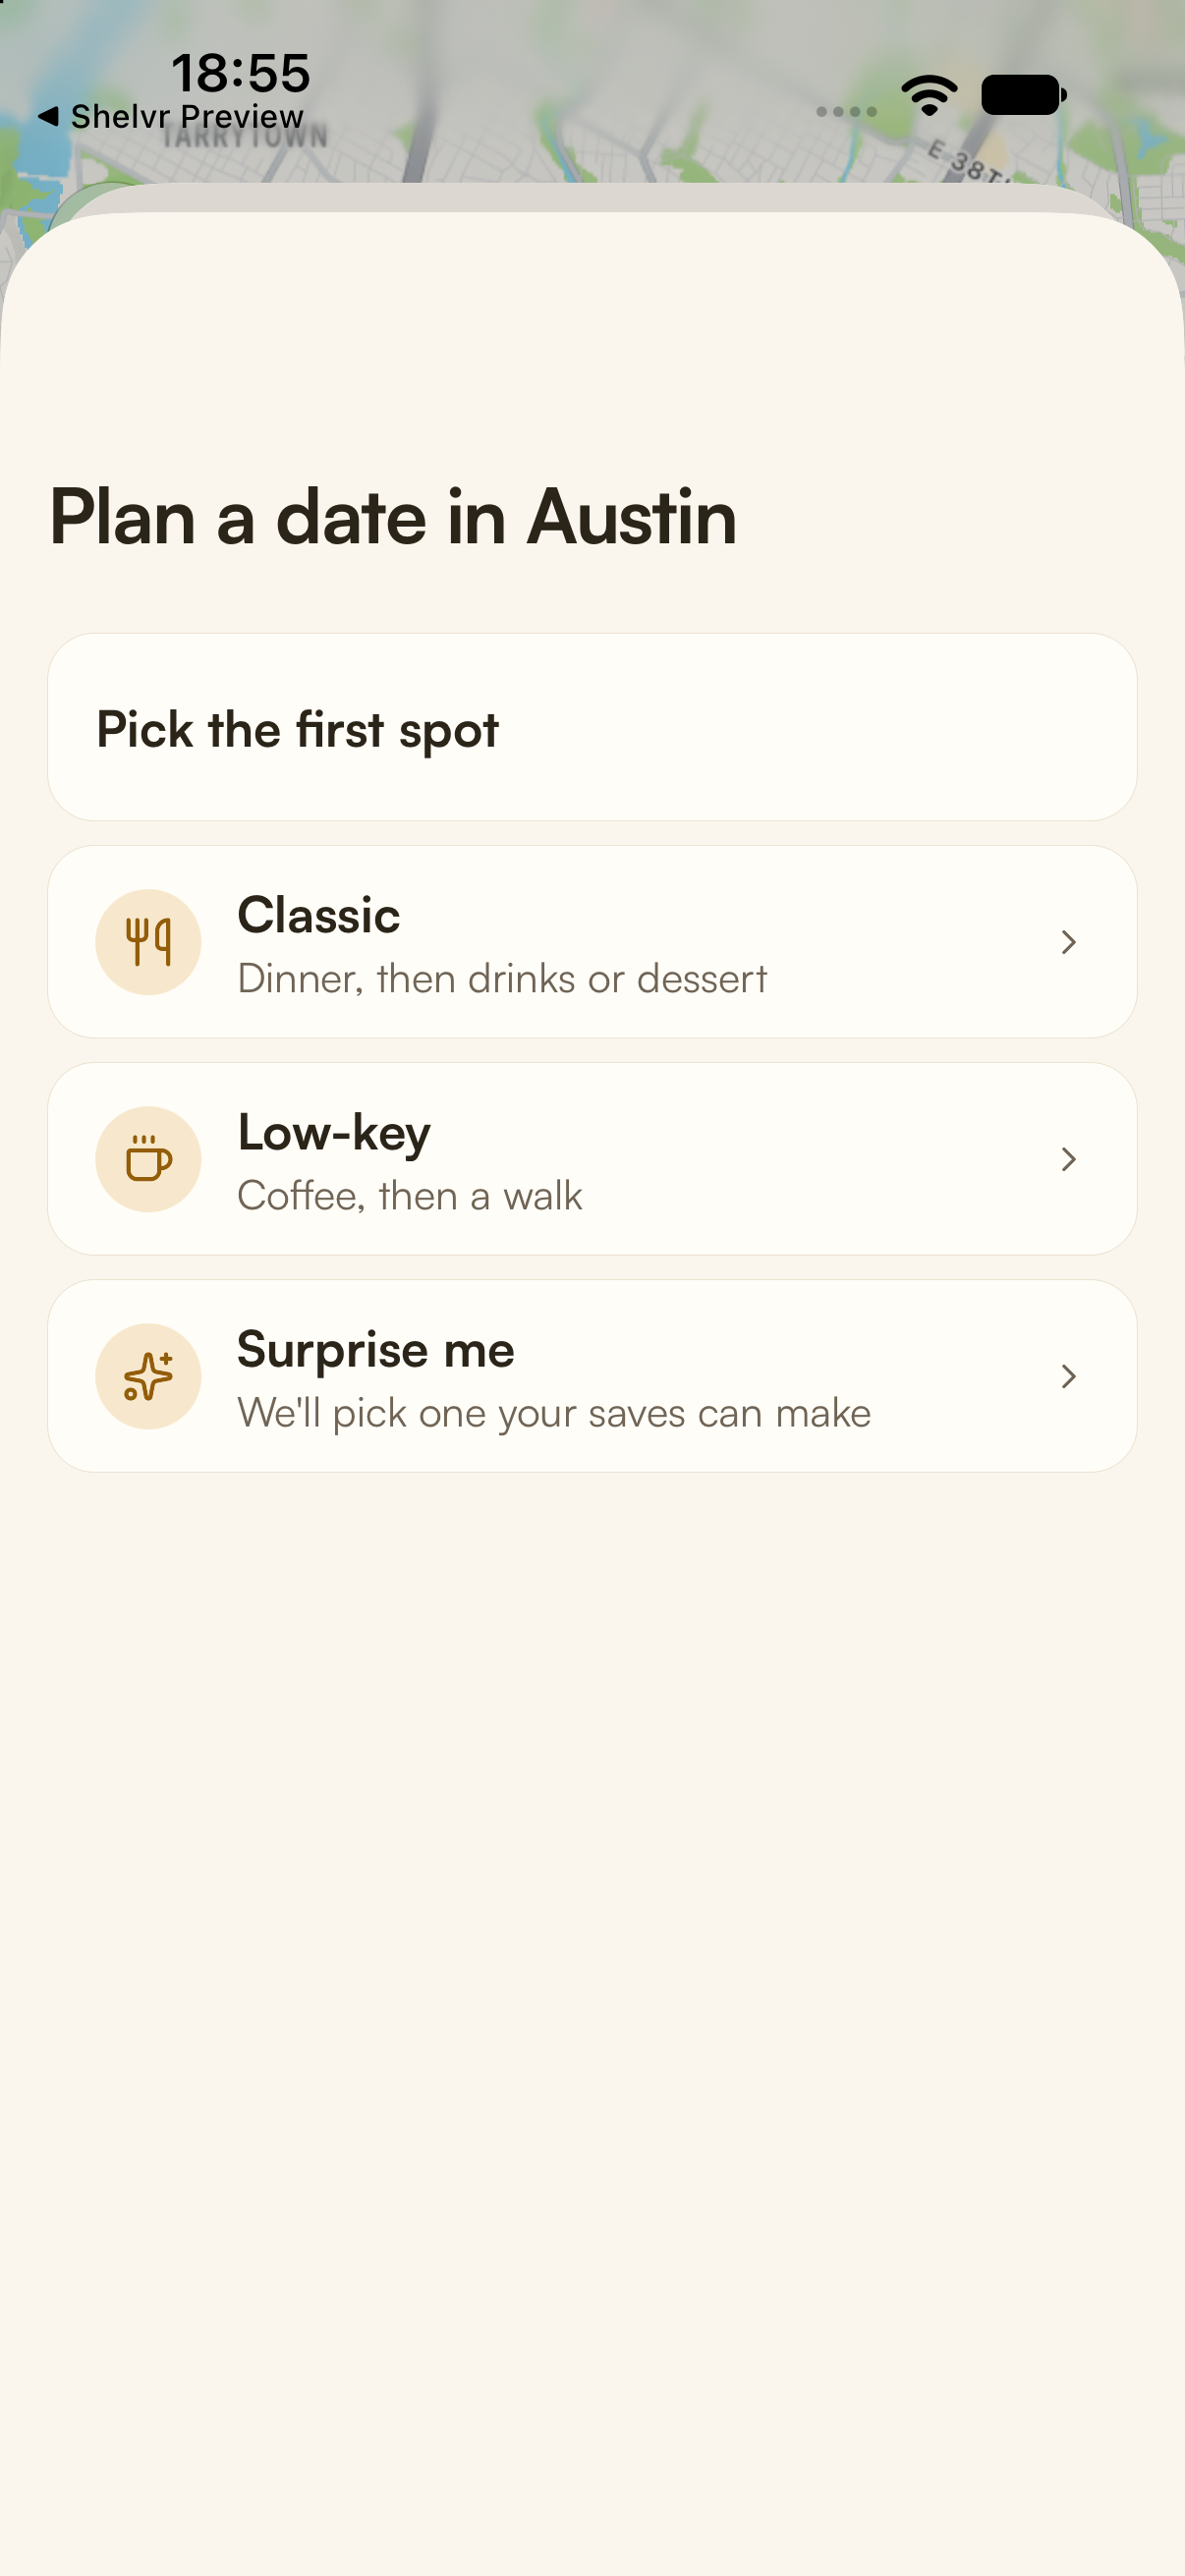 18:55
Shelvr Preview
TARRYTOWN
Plan a date in Austin
Pick the first spot
Classic
Dinner, then drinks or dessert
Low-key
Coffee, then a walk
Surprise me
We'll pick one your saves can make